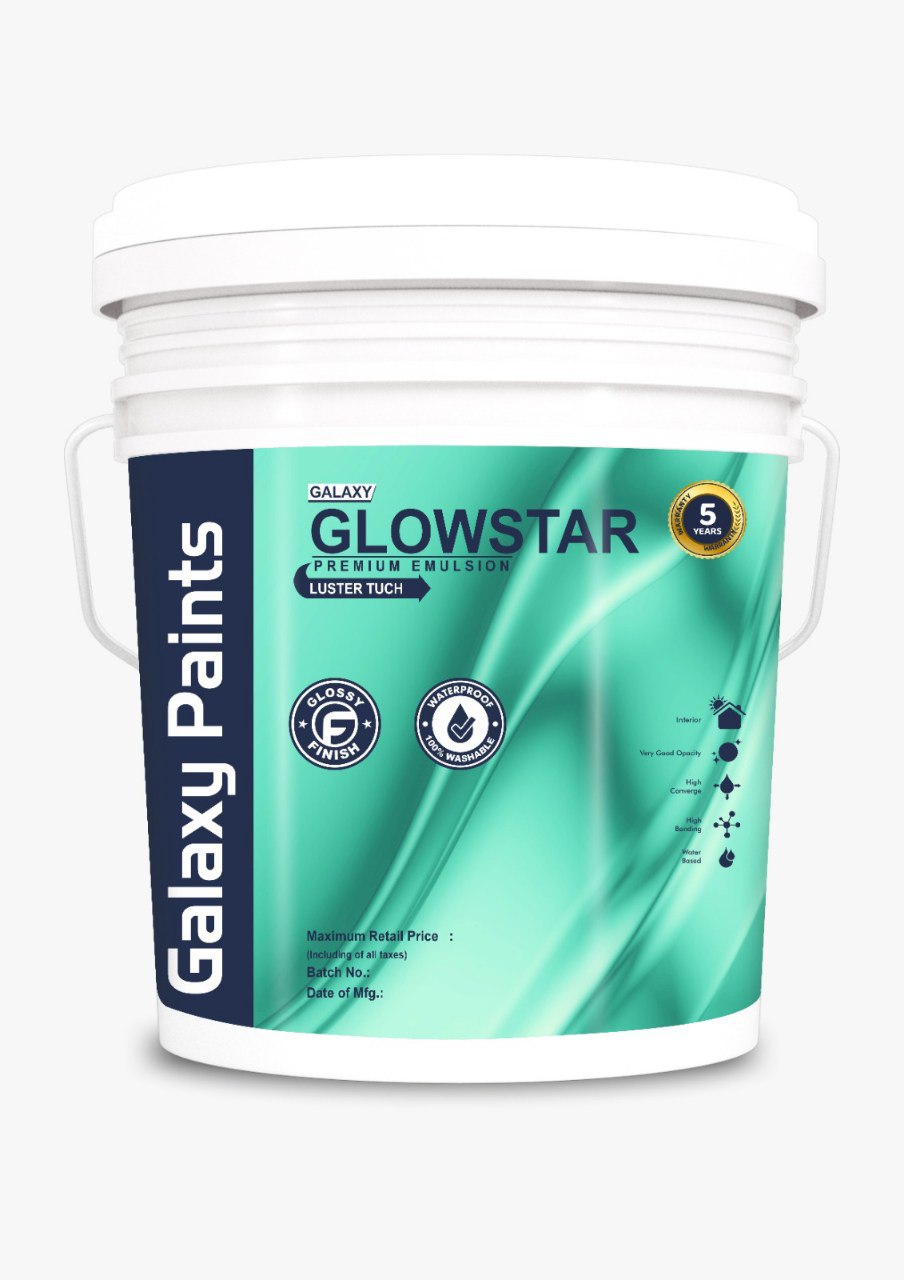 Galaxy Paints
GALAXY
GLOWSTAR
PREMIUM EMULSION
LUSTER TUCH
WARRANTY
5
YEARS
WARRANTY
GLOSSY
F
FINISH
WATERPROOF
100% WASHABLE
Interior
Very Good Opacity
High
Converge
High
Bonding
Water
Based
Maximum Retail Price :
(Including of all taxes)
Batch No.:
Date of Mfg.: